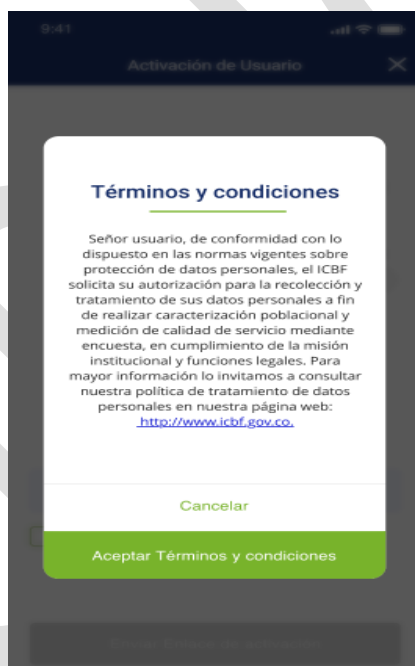 9:41
Activación de Usuario
Términos y condiciones
Señor usuario, de conformidad con lo
dispuesto en las normas vigentes sobre
protección de datos personales, el ICBF
solicita su autorización para la recolección y
tratamiento de sus datos personales a fin
de realizar caracterización poblacional y
medición de calidad de servicio mediante
encuesta, en cumplimiento de la misión
institucional y funciones legales. Para
mayor información lo invitamos a consultar
nuestra política de tratamiento de datos
personales en nuestra página web:
http://www.icbf.gov.co.
Cancelar
Aceptar Términos y condiciones